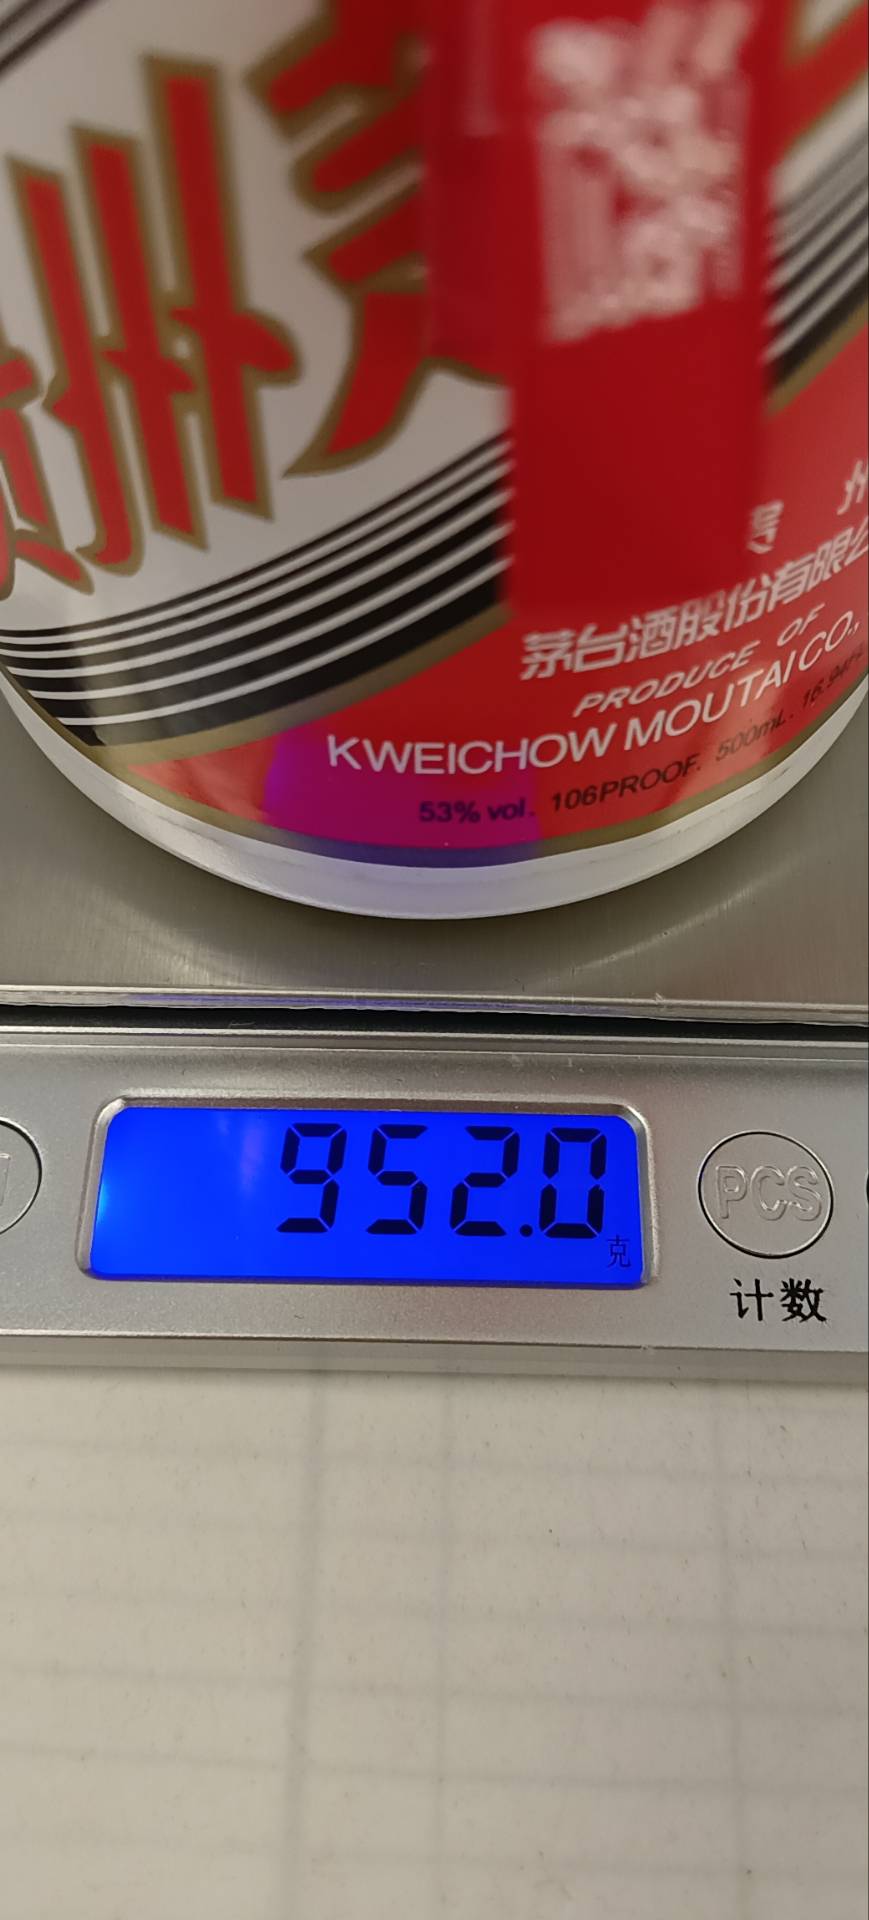 州
茅台酒股份有限公
PRODUCE OF
KWEICHOW MOUTAI CO.,
53% vol. 106PROOF. 500mL.
952.0
克
PCS
计数